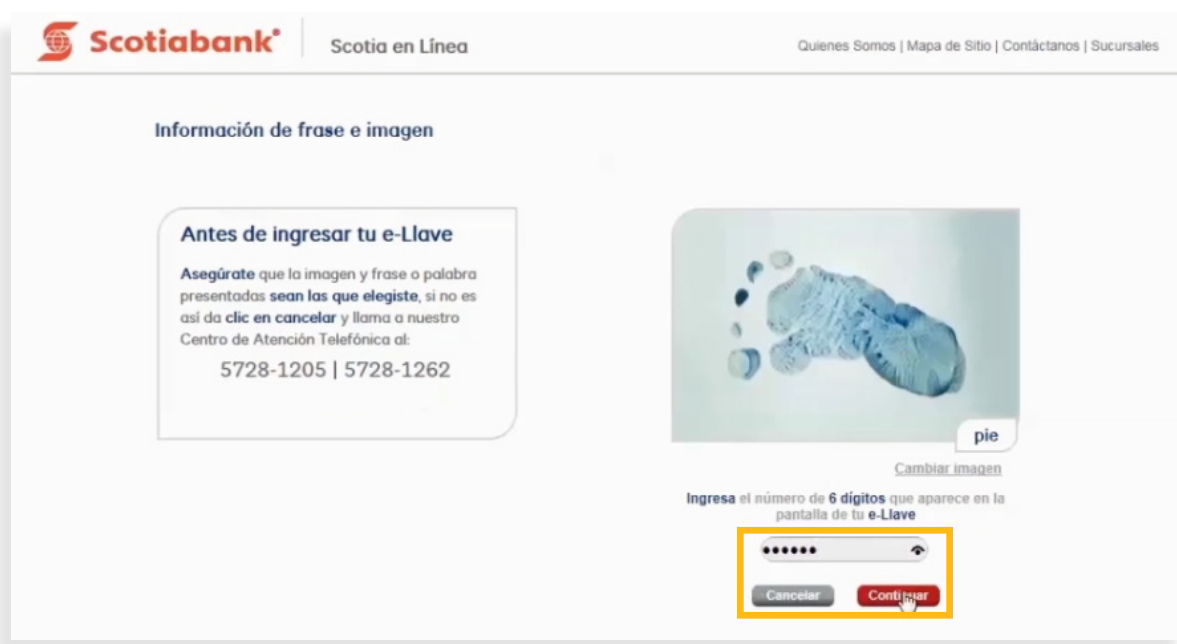 Scotiabank®
Scotia en Línea
Quienes Somos | Mapa de Sitio | Contáctanos | Sucursales
Información de frase e imagen
Antes de ingresar tu e-Llave
Asegúrate que la imagen y frase o palabra
presentadas sean las que elegiste, si no es
así da clic en cancelar y llama a nuestro
Centro de Atención Telefónica al:
5728-1205 | 5728-1262
pie
Cambiar imagen
Ingresa el número de 6 dígitos que aparece en la
pantalla de tu e-Llave
••••••
Cancelar
Continuar